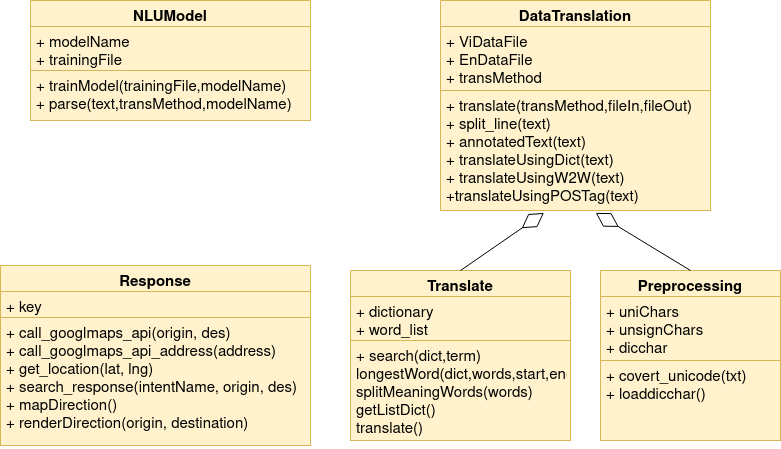 NLUModel
+ modelName
+ trainingFile
+ trainModel(trainingFile,modelName)
+ parse(text,transMethod,modelName)
DataTranslation
+ ViDataFile
+ EnDataFile
+ transMethod
+ translate(transMethod,fileIn,fileOut)
+ split_line(text)
+ annotatedText(text)
+ translateUsingDict(text)
+ translateUsingW2W(text)
+translateUsingPOSTag(text)
Response
+ key
+ call_googlmaps_api(origin, des)
+ call_googlmaps_api_address(address)
+ get_location(lat, lng)
+ search_response(intentName, origin, des)
+ mapDirection()
+ renderDirection(origin, destination)
Translate
+ dictionary
+ word_list
+ search(dict,term)
longestWord(dict,words,start,en
splitMeaningWords(words)
getListDict()
translate()
Preprocessing
+ uniChars
+ unsignChars
+ dicchar
+ covert_unicode(txt)
+ loaddicchar()